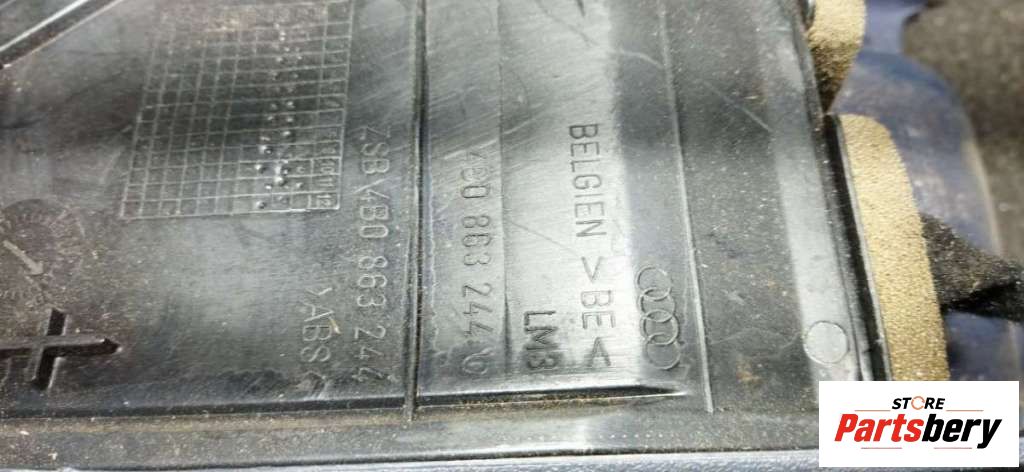 BELGIEN >BE<
LM3
4B0 863 244
ZSB 4B0 863 244
>ABS<
STORE
Partsbery